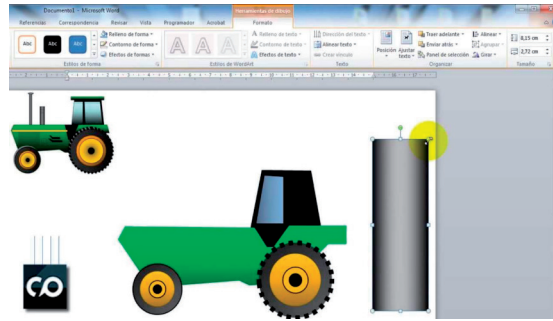 Documento1 - Microsoft Word
Herramientas de dibujo
Referencias Correspondencia Revisar Vista Programador Acrobat Formato
Abc Abc Abc
Relleno de forma
Contorno de forma
Efectos de formas
Estilos de forma
A A A
Relleno de texto
Contorno de texto
Efectos de texto
Estilos de WordArt
Dirección del texto
Alinear texto
Crear vínculo
Texto
Posición
Ajustar texto
Traer adelante
Enviar atrás
Panel de selección
Alinear
Agrupar
Girar
Organizar
8,15 cm
2,72 cm
Tamaño